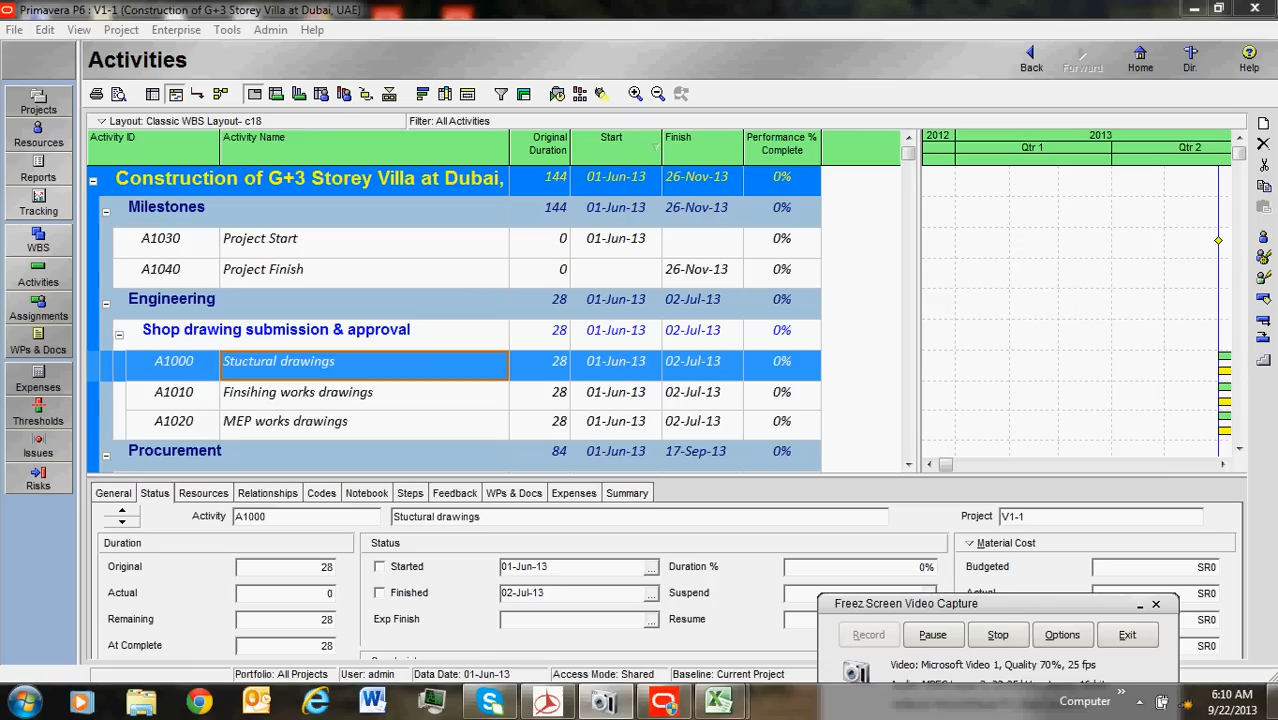 Primavera P6 : V1-1 (Construction of G+3 Storey Villa at Dubai, UAE)
File Edit View Project Enterprise Tools Admin Help
Activities
Back Forward Home Dir. Help
Projects
Resources
Reports
Tracking
WBS
Activities
Assignments
WPs & Docs
Expenses
Thresholds
Issues
Risks
Layout: Classic WBS Layout- c18 Filter: All Activities
Activity ID Activity Name Original Duration Start Finish Performance % Complete
2012 2013
Qtr 1 Qtr 2
Construction of G+3 Storey Villa at Dubai, 144 01-Jun-13 26-Nov-13 0%
Milestones 144 01-Jun-13 26-Nov-13 0%
A1030 Project Start 0 01-Jun-13 0%
A1040 Project Finish 0 26-Nov-13 0%
Engineering 28 01-Jun-13 02-Jul-13 0%
Shop drawing submission & approval 28 01-Jun-13 02-Jul-13 0%
A1000 Stuctural drawings 28 01-Jun-13 02-Jul-13 0%
A1010 Finsihing works drawings 28 01-Jun-13 02-Jul-13 0%
A1020 MEP works drawings 28 01-Jun-13 02-Jul-13 0%
Procurement 84 01-Jun-13 17-Sep-13 0%
General Status Resources Relationships Codes Notebook Steps Feedback WPs & Docs Expenses Summary
Activity A1000 Stuctural drawings Project V1-1
Duration Status Material Cost
Original 28 Started 01-Jun-13 ... Duration % 0% Budgeted SR0
Actual 0 Finished 02-Jul-13 ... Suspend SR0
Remaining 28 Exp Finish ... Resume SR0
At Complete 28 SR0
Freez Screen Video Capture
Record Pause Stop Options Exit
Video: Microsoft Video 1, Quality 70%, 25 fps
Portfolio: All Projects User: admin Data Date: 01-Jun-13 Access Mode: Shared Baseline: Current Project
Computer
6:10 AM
9/22/2013